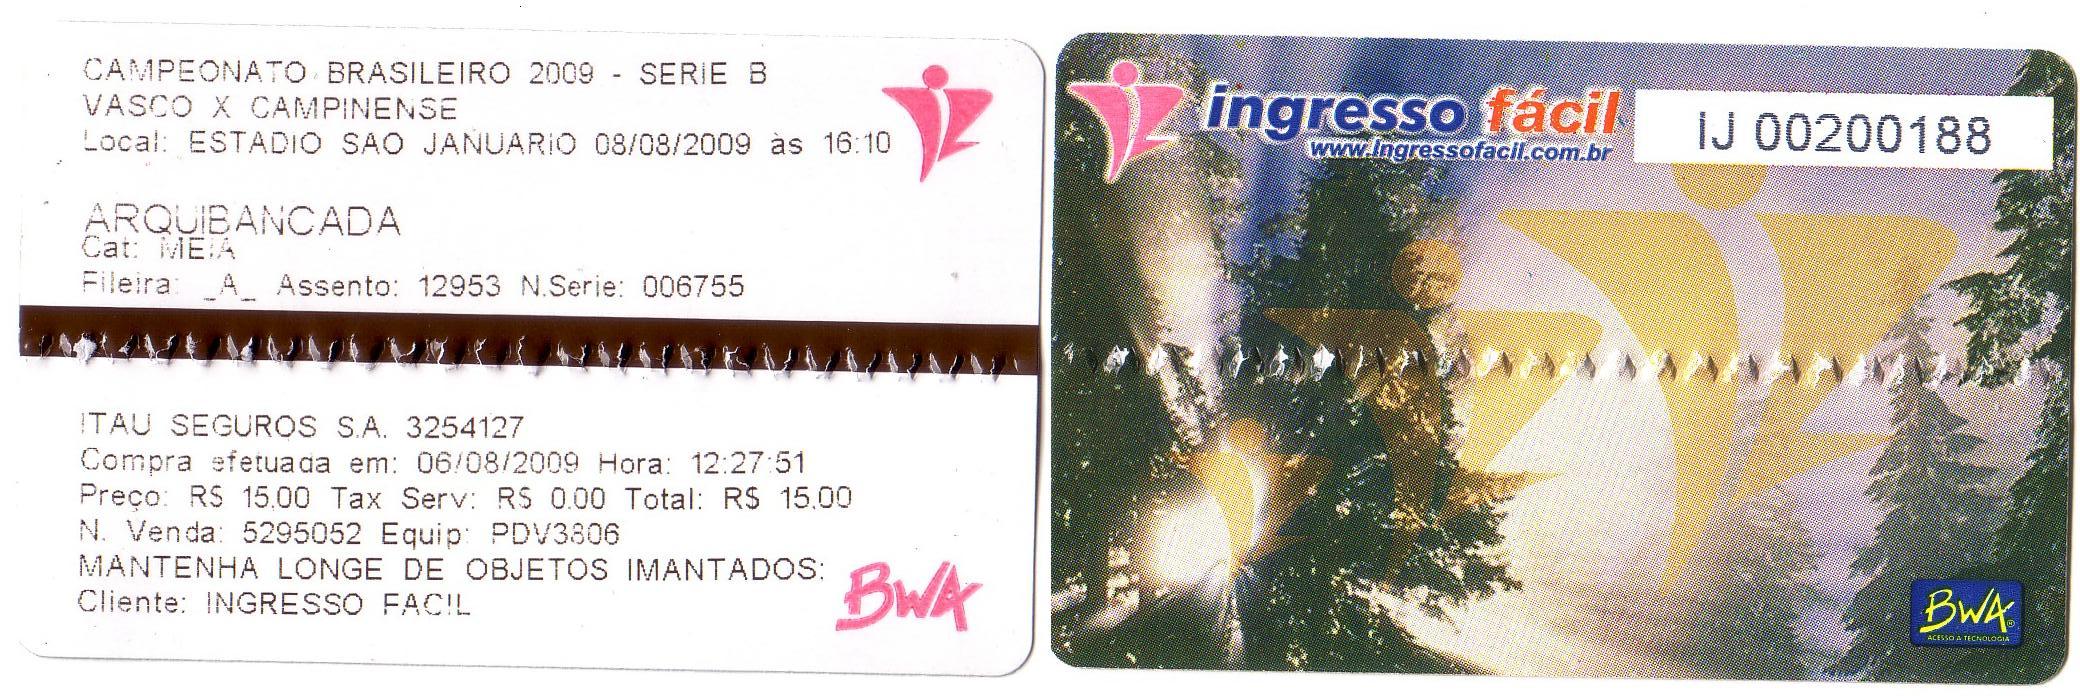 CAMPEONATO BRASILEIRO 2009 - SERIE B
VASCO X CAMPINENSE
Local: ESTADIO SAO JANUARIO 08/08/2009 às 16:10
ARQUIBANCADA
Cat: MEIA
Fileira: _A_ Assento: 12953 N.Serie: 006755
ITAU SEGUROS S.A. 3254127
Compra efetuada em: 06/08/2009 Hora: 12:27:51
Preço: R$ 15.00 Tax Serv: R$ 0.00 Total: R$ 15.00
N. Venda: 5295052 Equip: PDV3806
MANTENHA LONGE DE OBJETOS IMANTADOS:
Cliente: INGRESSO FACIL
BWA
ingresso fácil
www.ingressofacil.com.br
IJ 00200188
BWA®
ACESSO A TECNOLOGIA